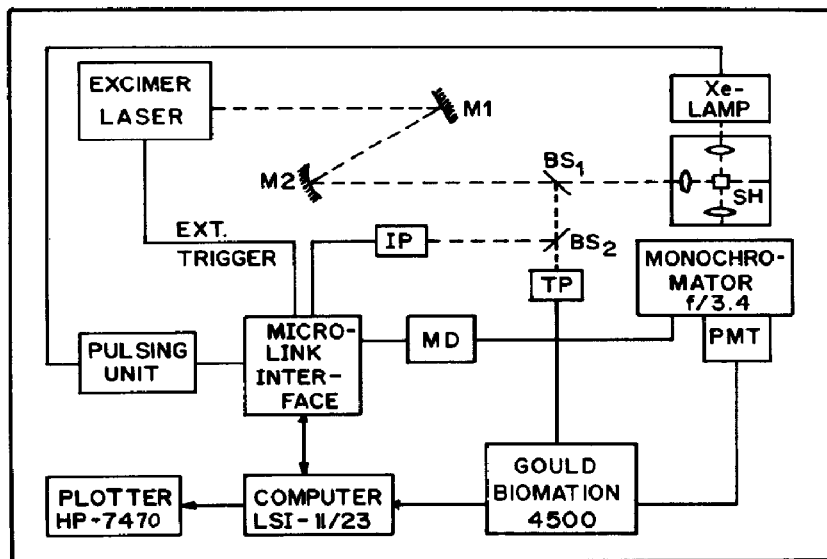 EXCIMER
LASER
M1
M2
Xe-
LAMP
BS1
SH
EXT.
TRIGGER
IP
BS2
TP
MONOCHRO-
MATOR
f/3.4
PMT
PULSING
UNIT
MICRO-
LINK
INTER-
FACE
MD
PLOTTER
HP-7470
COMPUTER
LSI-11/23
GOULD
BIOMATION
4500